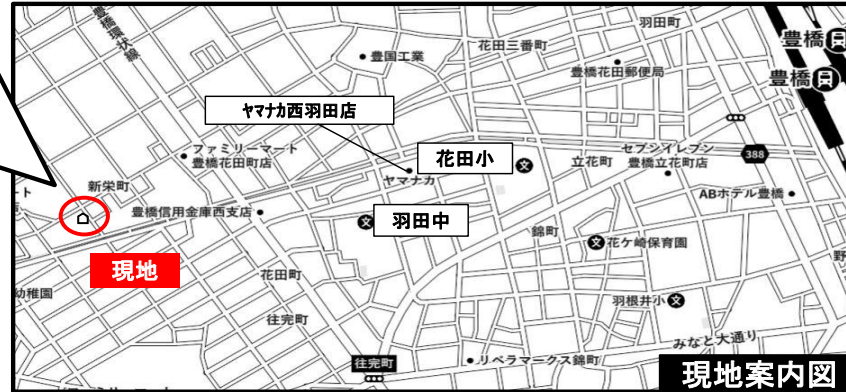 豊橋環状線
羽田町
豊橋
豊国工業
花田三番町
豊橋花田郵便局
豊橋
ヤマナカ西羽田店
388
ファミリーマート
豊橋花田町店
花田小
文
立花町
セブンイレブン
豊橋立花町店
ヤマナカ
新栄町
ABホテル豊橋
豊橋信用金庫西支店
文
羽田中
錦町
文
花ケ崎保育園
現地
花田町
幼稚園
羽根井小
文
往完町
みなと大通り
往完町
リベラマークス錦町
現地案内図